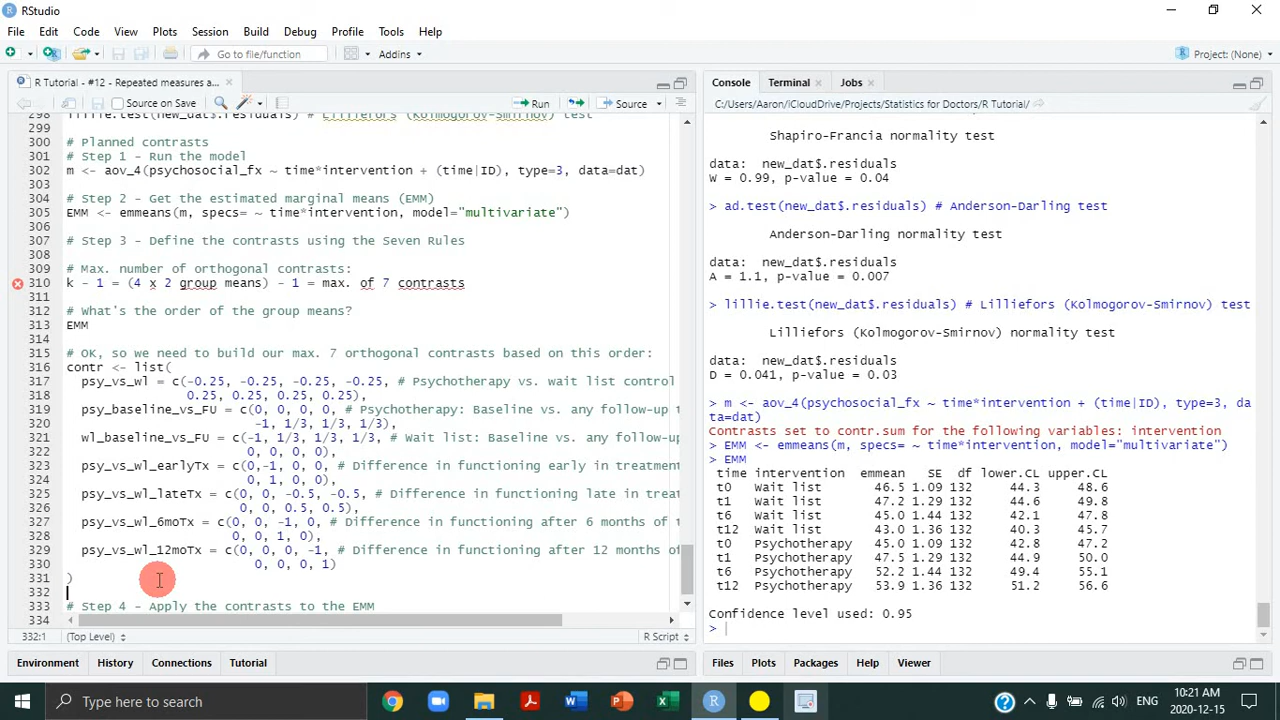 RStudio
File Edit Code View Plots Session Build Debug Profile Tools Help
Go to file/function Addins Project: (None)
R Tutorial - #12 - Repeated measures a...
Source on Save Run Source
298 lillie.test(new_dat$.residuals) # Lilliefors (Kolmogorov-Smirnov) test
299
300 # Planned contrasts
301 # Step 1 - Run the model
302 m <- aov_4(psychosocial_fx ~ time*intervention + (time|ID), type=3, data=dat)
303
304 # Step 2 - Get the estimated marginal means (EMM)
305 EMM <- emmeans(m, specs= ~ time*intervention, model="multivariate")
306
307 # Step 3 - Define the contrasts using the Seven Rules
308
309 # Max. number of orthogonal contrasts:
310 k - 1 = (4 x 2 group means) - 1 = max. of 7 contrasts
311
312 # What's the order of the group means?
313 EMM
314
315 # OK, so we need to build our max. 7 orthogonal contrasts based on this order:
316 contr <- list(
317 psy_vs_wl = c(-0.25, -0.25, -0.25, -0.25, # Psychotherapy vs. wait list control
318 0.25, 0.25, 0.25, 0.25),
319 psy_baseline_vs_FU = c(0, 0, 0, 0, # Psychotherapy: Baseline vs. any follow-up t
320 -1, 1/3, 1/3, 1/3),
321 wl_baseline_vs_FU = c(-1, 1/3, 1/3, 1/3, # Wait list: Baseline vs. any follow-up
322 0, 0, 0, 0),
323 psy_vs_wl_earlyTx = c(0,-1, 0, 0, # Difference in functioning early in treatment
324 0, 1, 0, 0),
325 psy_vs_wl_lateTx = c(0, 0, -0.5, -0.5, # Difference in functioning late in treat
326 0, 0, 0.5, 0.5),
327 psy_vs_wl_6moTx = c(0, 0, -1, 0, # Difference in functioning after 6 months of t
328 0, 0, 1, 0),
329 psy_vs_wl_12moTx = c(0, 0, 0, -1, # Difference in functioning after 12 months of
330 0, 0, 0, 1)
331 )
332
333 # Step 4 - Apply the contrasts to the EMM
334
332:1 (Top Level) R Script
Environment History Connections Tutorial
Console Terminal Jobs
C:/Users/Aaron/iCloudDrive/Projects/Statistics for Doctors/R Tutorial/
Shapiro-Francia normality test
data: new_dat$.residuals
W = 0.99, p-value = 0.04
> ad.test(new_dat$.residuals) # Anderson-Darling test
Anderson-Darling normality test
data: new_dat$.residuals
A = 1.1, p-value = 0.007
> lillie.test(new_dat$.residuals) # Lilliefors (Kolmogorov-Smirnov) test
Lilliefors (Kolmogorov-Smirnov) normality test
data: new_dat$.residuals
D = 0.041, p-value = 0.03
> m <- aov_4(psychosocial_fx ~ time*intervention + (time|ID), type=3, da
ta=dat)
Contrasts set to contr.sum for the following variables: intervention
> EMM <- emmeans(m, specs= ~ time*intervention, model="multivariate")
> EMM
time intervention emmean SE df lower.CL upper.CL
t0 Wait list 46.5 1.09 132 44.3 48.6
t1 Wait list 47.2 1.29 132 44.6 49.8
t6 Wait list 45.0 1.44 132 42.1 47.8
t12 Wait list 43.0 1.36 132 40.3 45.7
t0 Psychotherapy 45.0 1.09 132 42.8 47.2
t1 Psychotherapy 47.5 1.29 132 44.9 50.0
t6 Psychotherapy 52.2 1.44 132 49.4 55.1
t12 Psychotherapy 53.9 1.36 132 51.2 56.6
Confidence level used: 0.95
>
Files Plots Packages Help Viewer
Type here to search
ENG
10:21 AM
2020-12-15